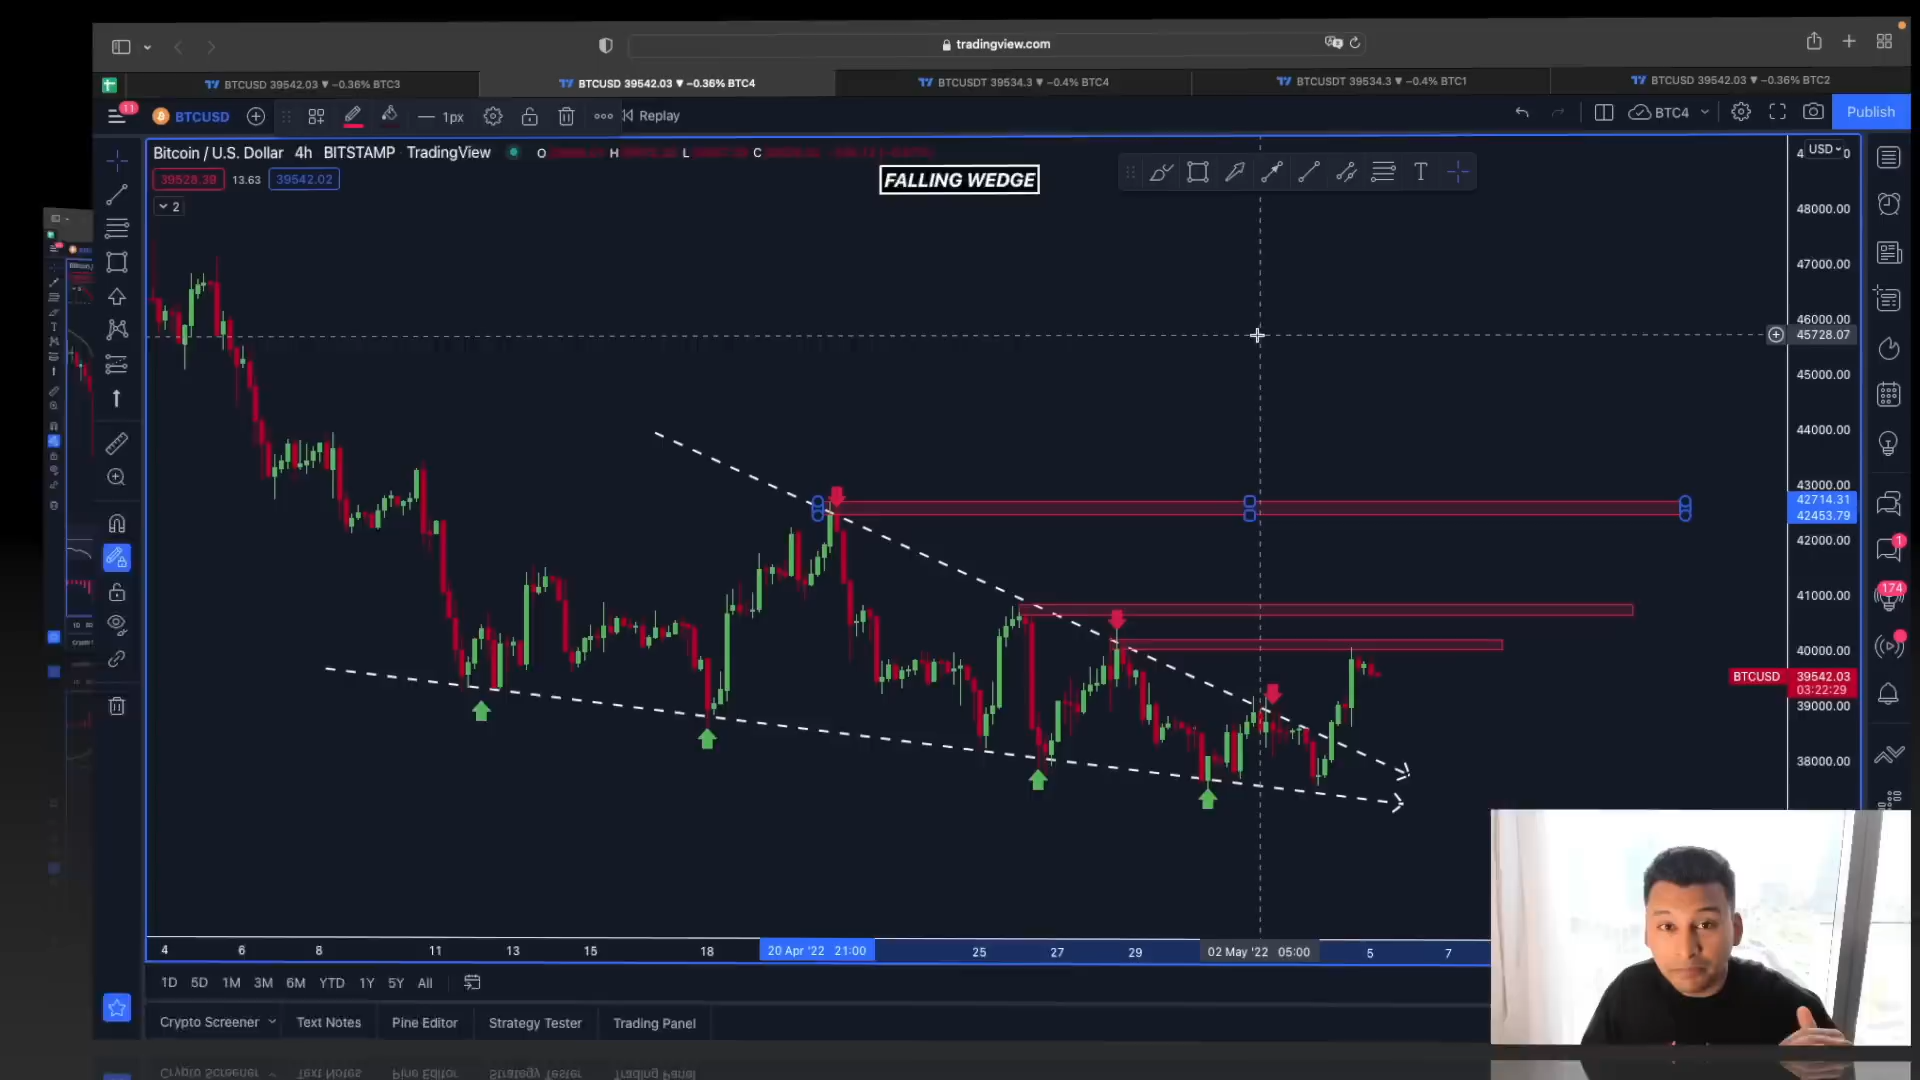 tradingview.com
BTCUSD 39542.03 ▼ −0.36% BTC3
BTCUSD 39542.03 ▼ −0.36% BTC4
BTCUSDT 39534.3 ▼ −0.4% BTC4
BTCUSDT 39534.3 ▼ −0.4% BTC1
BTCUSD 39542.03 ▼ −0.36% BTC2
11
BTCUSD
1px
Replay
BTC4
Publish
Bitcoin / U.S. Dollar 4h BITSTAMP TradingView
O H L C
39528.39 13.63 39542.02
2
FALLING WEDGE
USD
48000.00
47000.00
46000.00
45728.07
45000.00
44000.00
43000.00
42714.31
42453.79
42000.00
41000.00
40000.00
BTCUSD 39542.03
03:22:29
39000.00
38000.00
1
174
4 6 8 11 13 15 18 20 Apr '22 21:00 25 27 29 02 May '22 05:00 5 7
1D 5D 1M 3M 6M YTD 1Y 5Y All
Crypto Screener Text Notes Pine Editor Strategy Tester Trading Panel